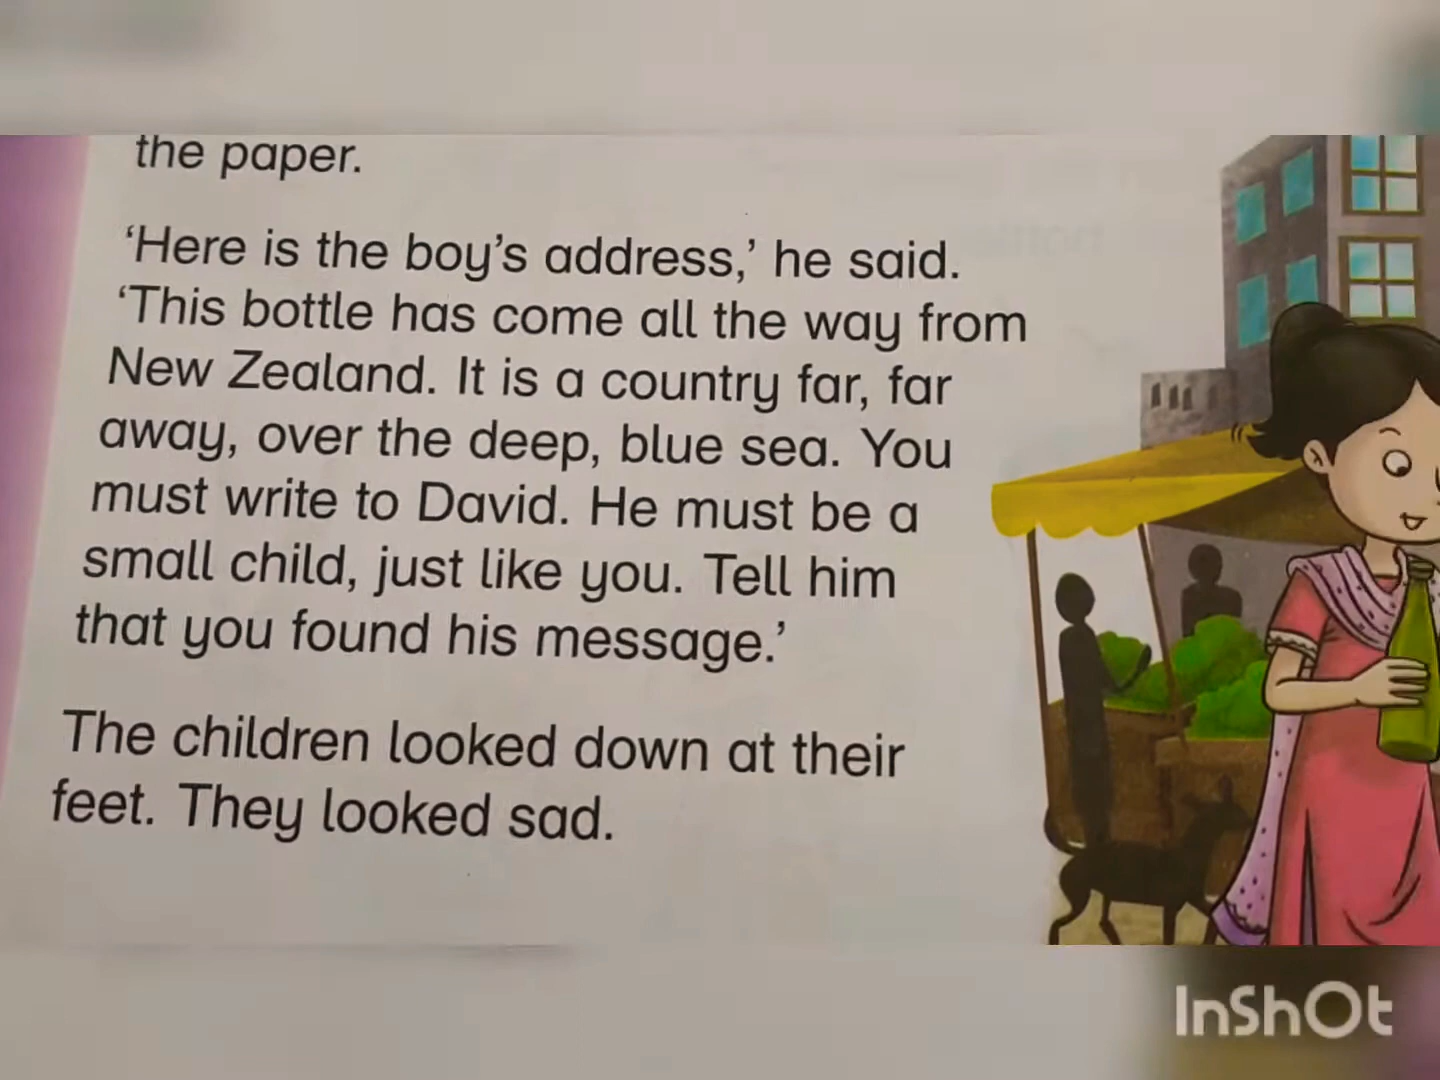 the paper.
‘Here is the boy’s address,’ he said.
‘This bottle has come all the way from
New Zealand. It is a country far, far
away, over the deep, blue sea. You
must write to David. He must be a
small child, just like you. Tell him
that you found his message.’
The children looked down at their
feet. They looked sad.
InShOt